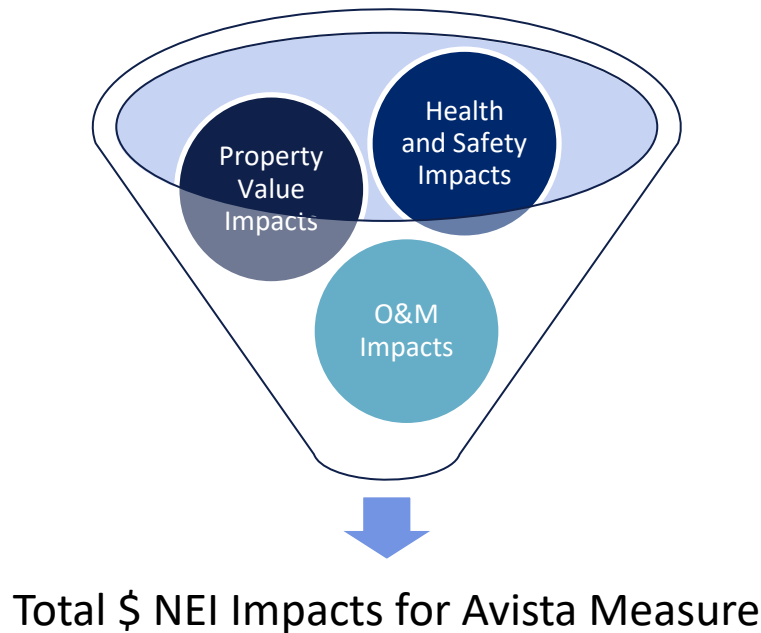 Health
and Safety
Impacts
Property
Value
Impacts
O&M
Impacts
Total $ NEI Impacts for Avista Measure